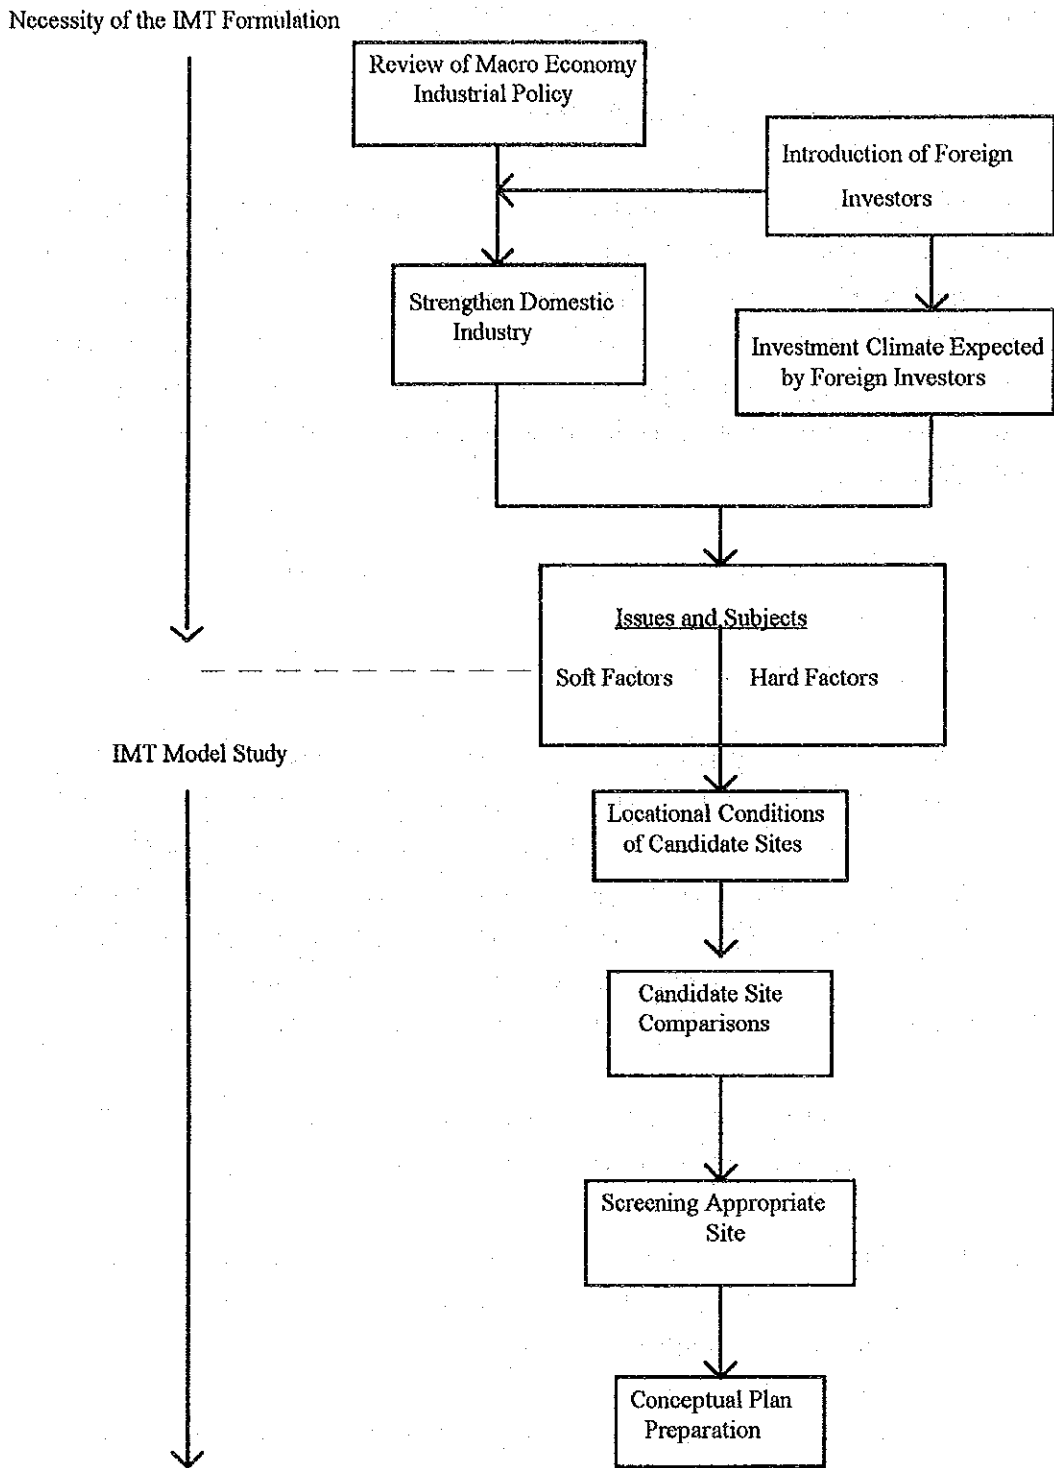 Necessity of the IMT Formulation
Review of Macro Economy
Industrial Policy
Introduction of Foreign
Investors
Strengthen Domestic
Industry
Investment Climate Expected
by Foreign Investors
Issues and Subjects
Soft Factors
Hard Factors
IMT Model Study
Locational Conditions
of Candidate Sites
Candidate Site
Comparisons
Screening Appropriate
Site
Conceptual Plan
Preparation